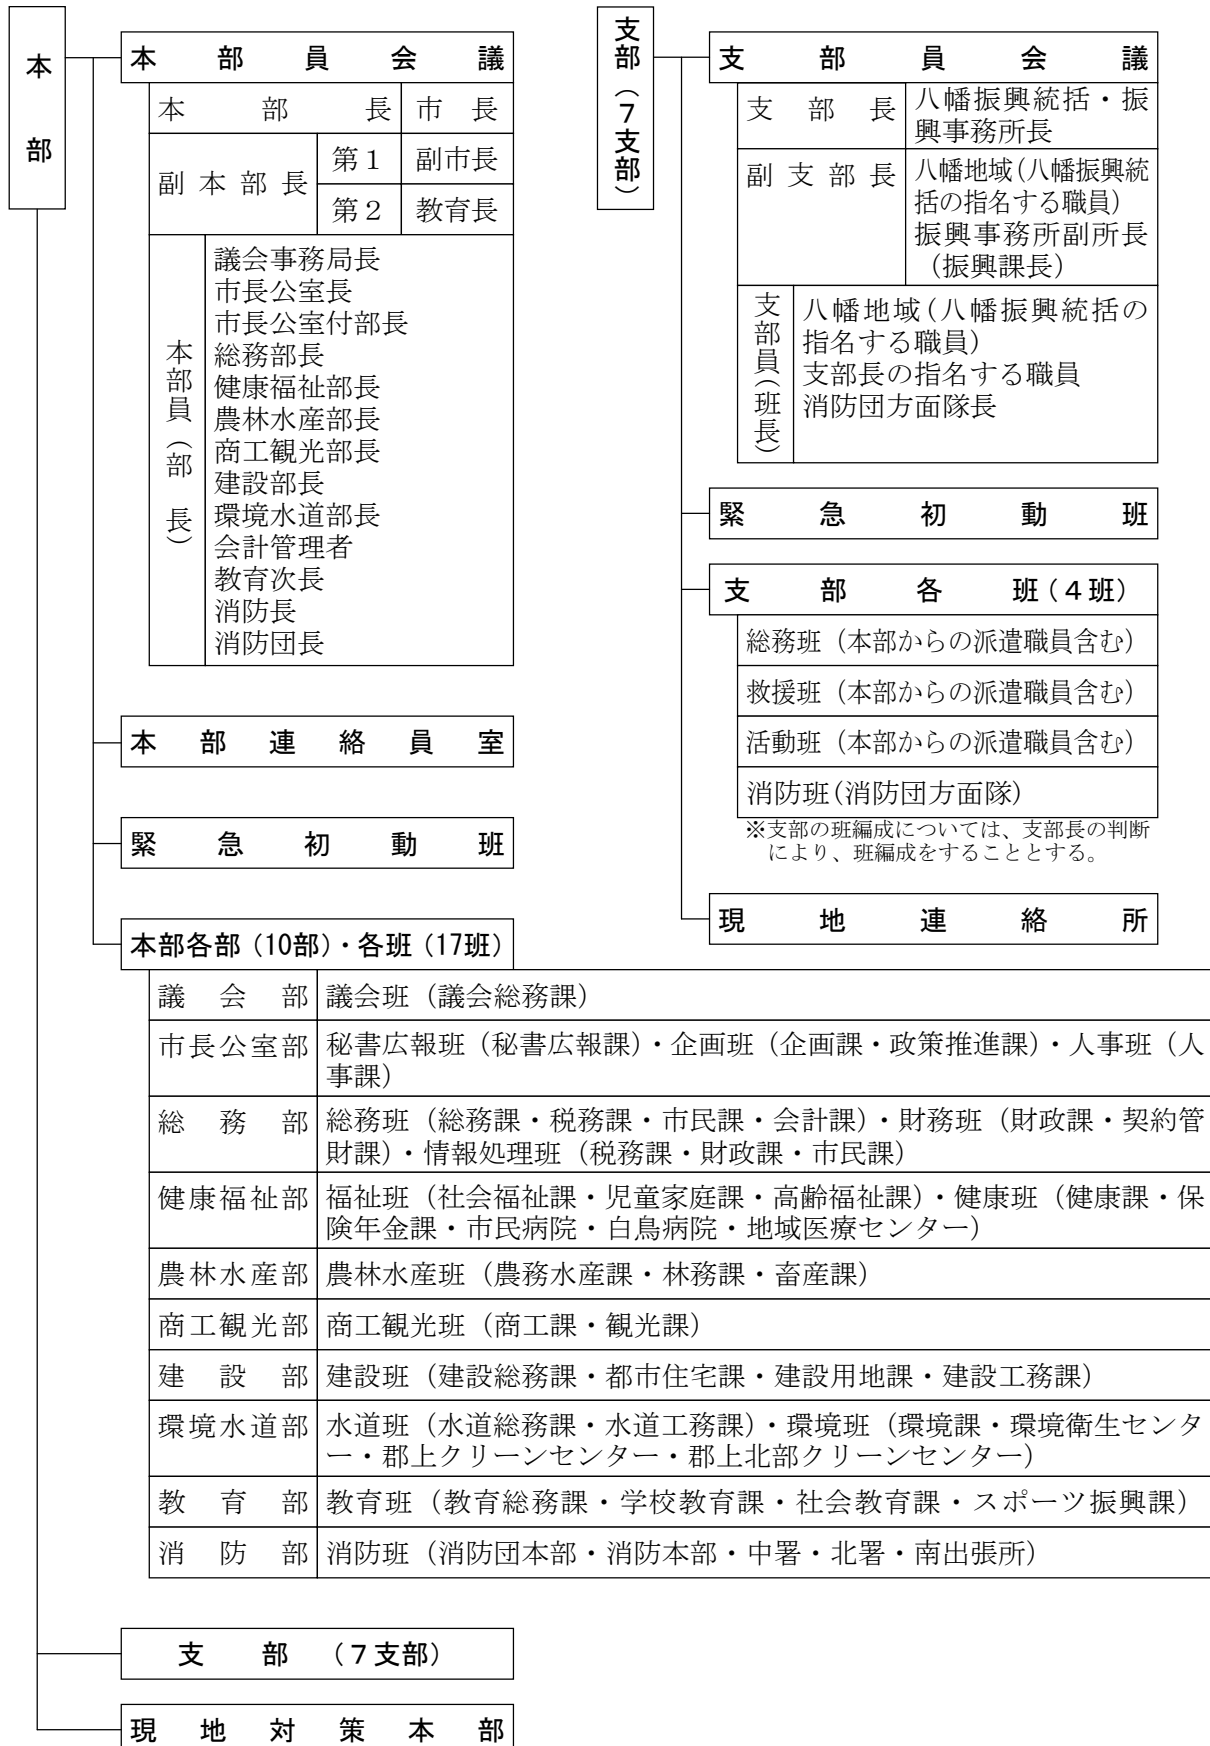 本部
本部員会議
本部長 市長
副本部長 第1 副市長
第2 教育長
本部員（部長）
議会事務局長
市長公室長
市長公室付部長
総務部長
健康福祉部長
農林水産部長
商工観光部長
建設部長
環境水道部長
会計管理者
教育次長
消防長
消防団長
本部連絡員室
緊急初動班
支部（7支部）
支部員会議
支部長 八幡振興統括・振
興事務所長
副支部長 八幡地域（八幡振興統
括の指名する職員）
振興事務所副所長
（振興課長）
支部員（班長）
八幡地域（八幡振興統括の
指名する職員）
支部長の指名する職員
消防団方面隊長
緊急初動班
支部各班（4班）
総務班（本部からの派遣職員含む）
救援班（本部からの派遣職員含む）
活動班（本部からの派遣職員含む）
消防班（消防団方面隊）
※支部の班編成については、支部長の判断
により、班編成をすることとする。
現地連絡所
本部各部（10部）・各班（17班）
議会部 議会班（議会総務課）
市長公室部 秘書広報班（秘書広報課）・企画班（企画課・政策推進課）・人事班（人
事課）
総務部 総務班（総務課・税務課・市民課・会計課）・財務班（財政課・契約管
財課）・情報処理班（税務課・財政課・市民課）
健康福祉部 福祉班（社会福祉課・児童家庭課・高齢福祉課）・健康班（健康課・保
険年金課・市民病院・白鳥病院・地域医療センター）
農林水産部 農林水産班（農務水産課・林務課・畜産課）
商工観光部 商工観光班（商工課・観光課）
建設部 建設班（建設総務課・都市住宅課・建設用地課・建設工務課）
環境水道部 水道班（水道総務課・水道工務課）・環境班（環境課・環境衛生センタ
ー・郡上クリーンセンター・郡上北部クリーンセンター）
教育部 教育班（教育総務課・学校教育課・社会教育課・スポーツ振興課）
消防部 消防班（消防団本部・消防本部・中署・北署・南出張所）
支部（7支部）
現地対策本部